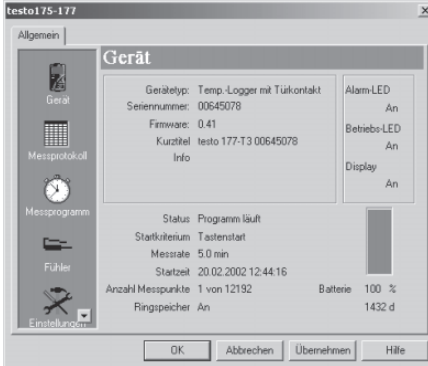 testo175-177
x
Allgemein
Gerät
Messprotokoll
Messprogramm
Fühler
Einstellungen
Gerät
Gerätetyp: Temp.-Logger mit Türkontakt
Seriennummer: 00645078
Firmware: 0.41
Kurztitel testo 177-T3 00645078
Info
Alarm-LED
An
Betriebs-LED
An
Display
An
Status Programm läuft
Startkriterium Tastenstart
Messrate 5.0 min
Startzeit 20.02.2002 12:44:16
Anzahl Messpunkte 1 von 12192
Ringspeicher An
Batterie 100 %
1432 d
OK Abbrechen Übernehmen Hilfe